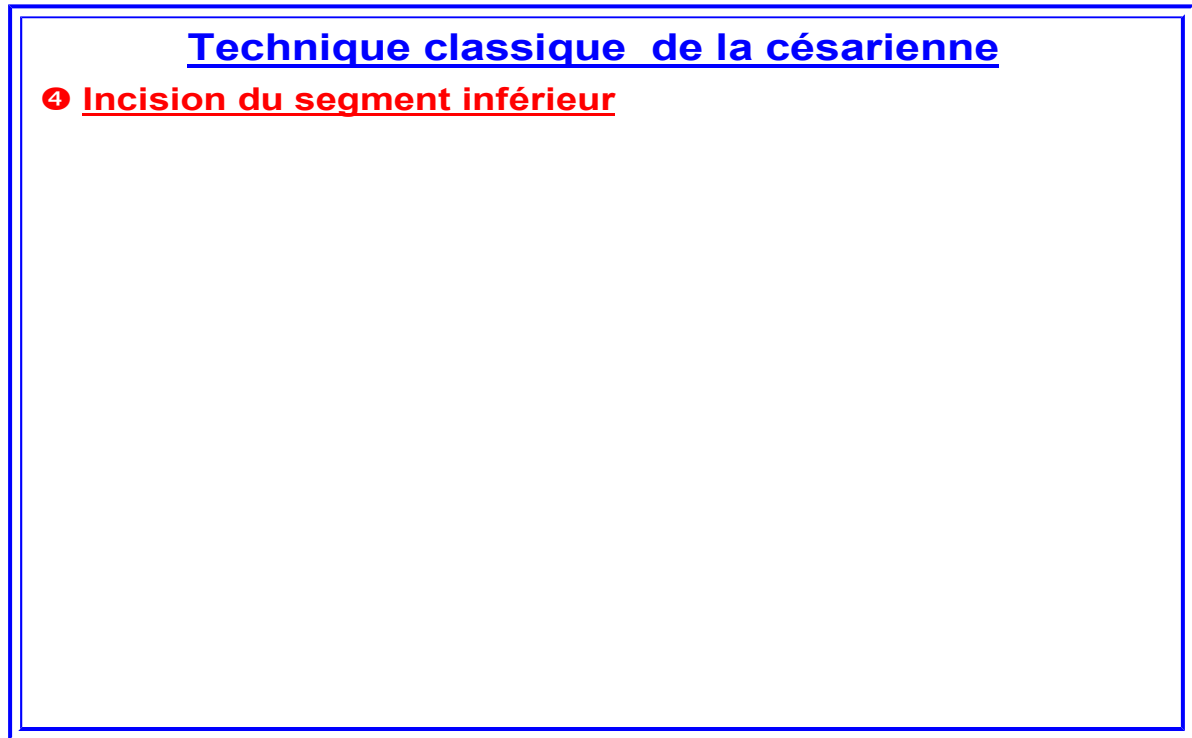 Technique classique  de la césarienne
❹ Incision du segment inférieur